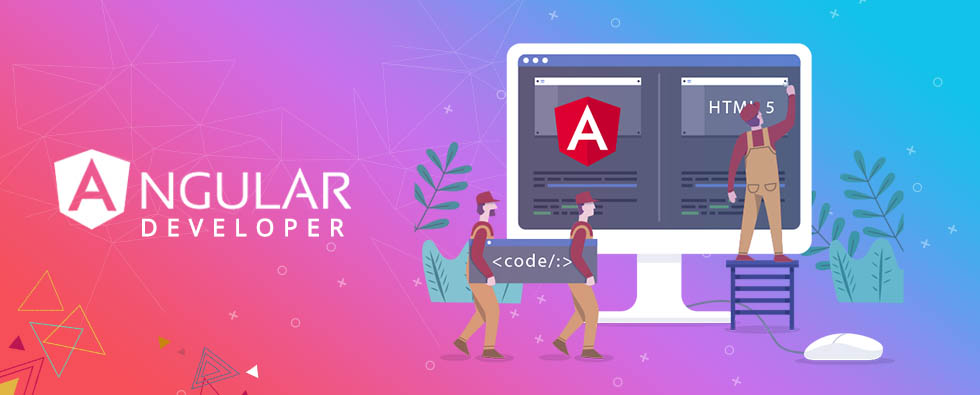 ANGULAR
DEVELOPER
A
HTML 5
<code/:>